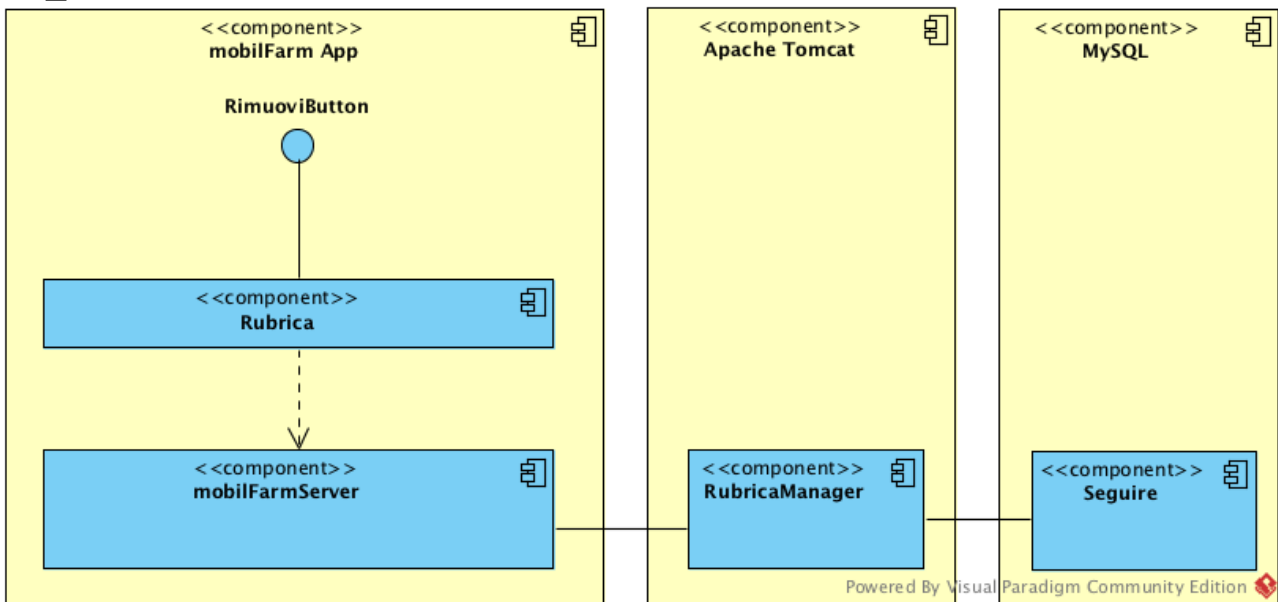 <<component>>
mobilFarm App
RimuoviButton
<<component>>
Rubrica
<<component>>
mobilFarmServer
<<component>>
Apache Tomcat
<<component>>
RubricaManager
<<component>>
MySQL
<<component>>
Seguire
Powered By Visual Paradigm Community Edition